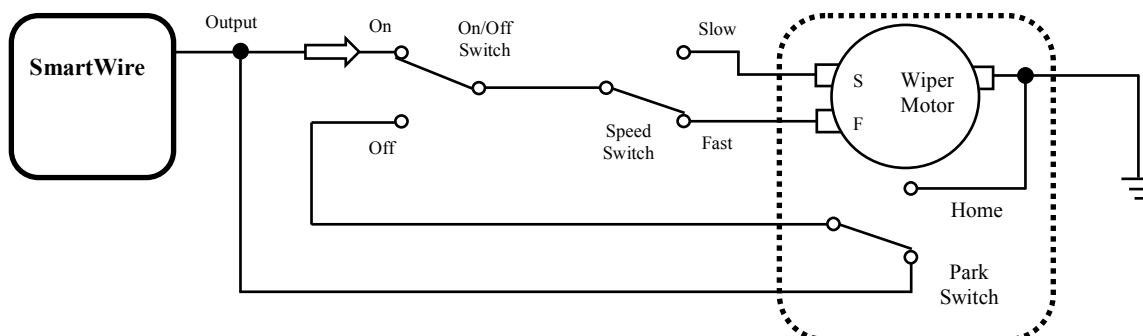 Output
SmartWire
On
On/Off
Switch
Off
Slow
Speed
Switch
Fast
S
F
Wiper
Motor
Home
Park
Switch